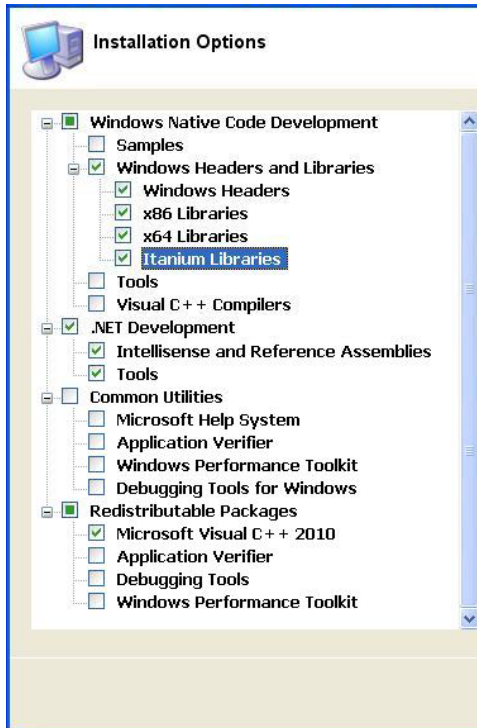 Installation Options
Windows Native Code Development
Samples
Windows Headers and Libraries
Windows Headers
x86 Libraries
x64 Libraries
Itanium Libraries
Tools
Visual C++ Compilers
.NET Development
Intellisense and Reference Assemblies
Tools
Common Utilities
Microsoft Help System
Application Verifier
Windows Performance Toolkit
Debugging Tools for Windows
Redistributable Packages
Microsoft Visual C++ 2010
Application Verifier
Debugging Tools
Windows Performance Toolkit